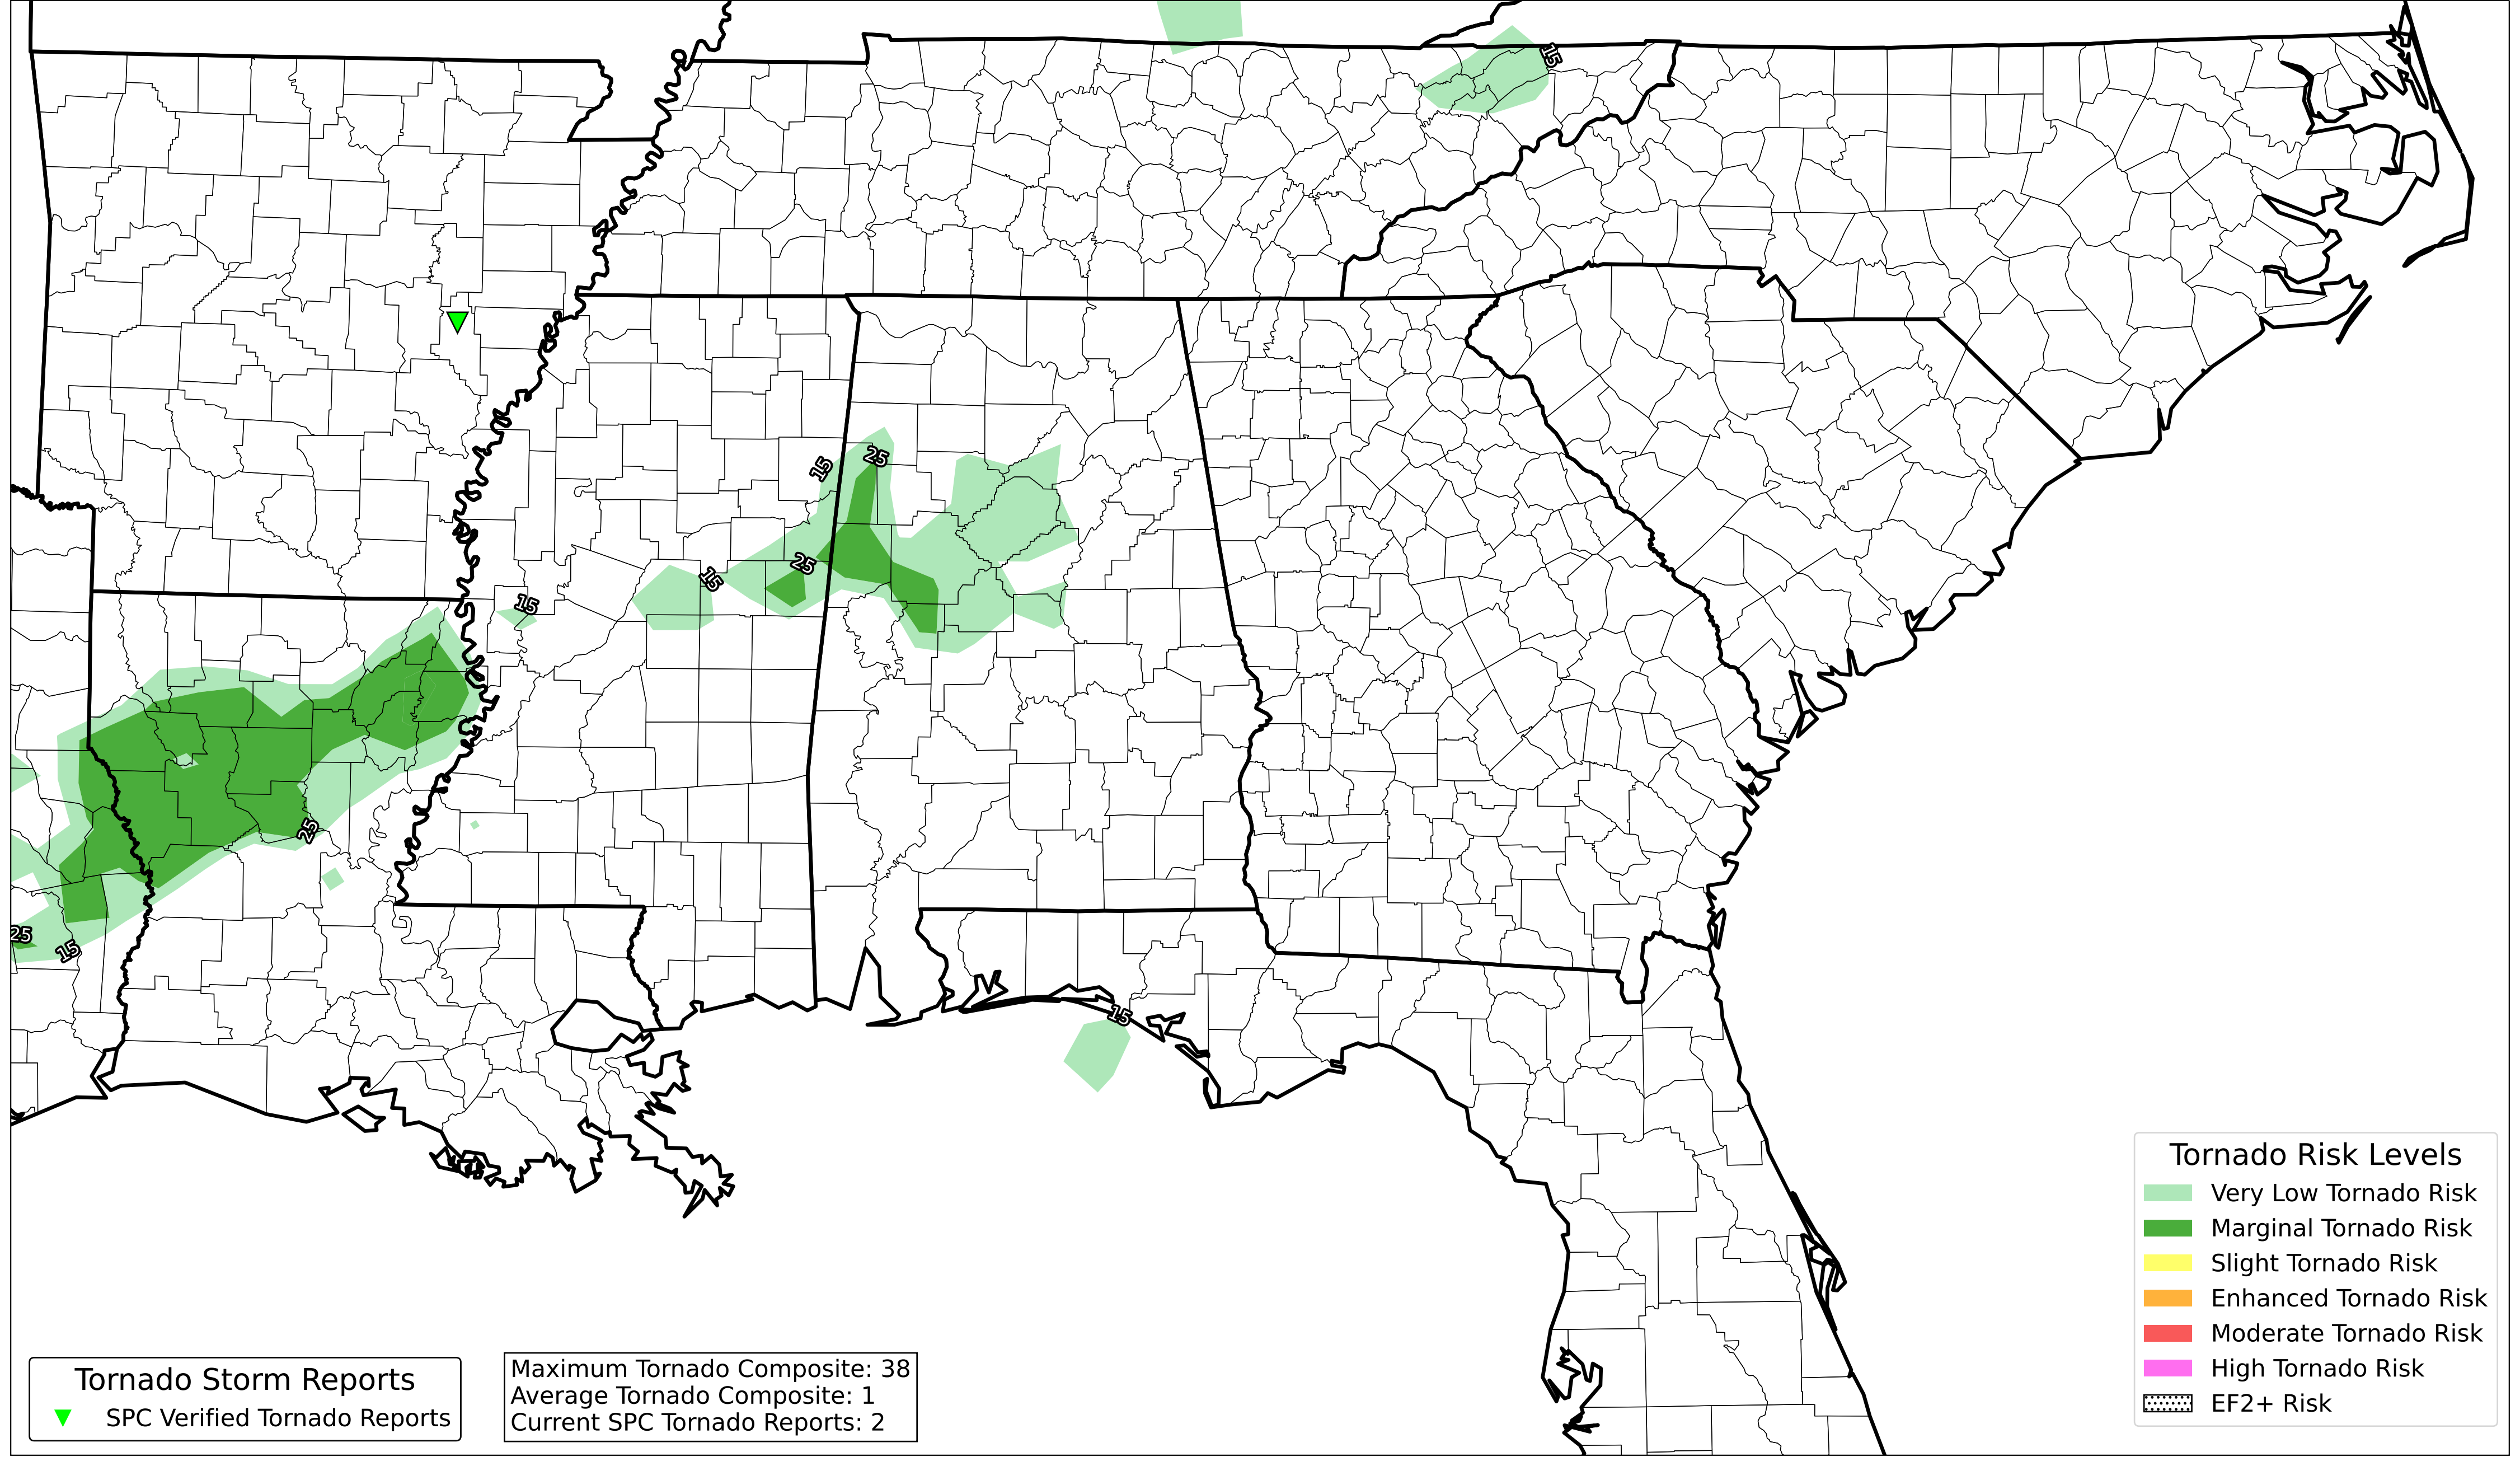 15
15
25
15
25
15
25
25
15
15
Tornado Risk Levels
Very Low Tornado Risk
Marginal Tornado Risk
Slight Tornado Risk
Enhanced Tornado Risk
Moderate Tornado Risk
High Tornado Risk
EF2+ Risk
Tornado Storm Reports
SPC Verified Tornado Reports
Maximum Tornado Composite: 38
Average Tornado Composite: 1
Current SPC Tornado Reports: 2